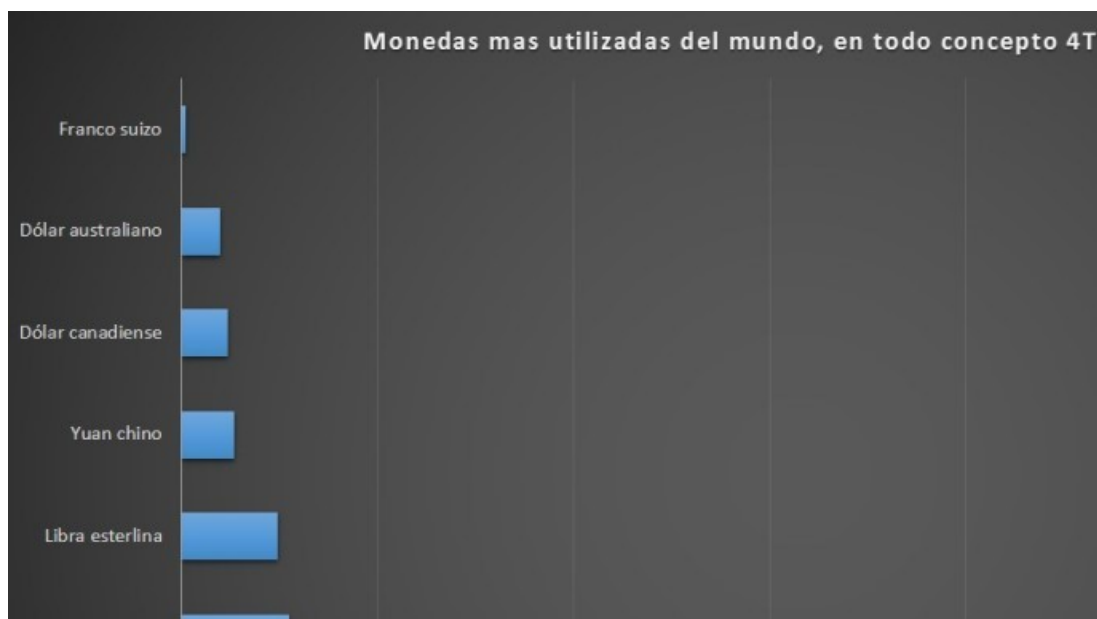 Monedas mas utilizadas del mundo, en todo concepto 4T
Franco suizo
Dólar australiano
Dólar canadiense
Yuan chino
Libra esterlina